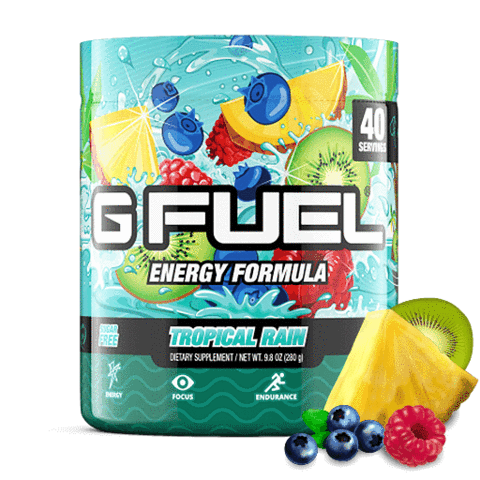 40
SERVINGS
G FUEL®
ENERGY FORMULA
SUGAR
FREE
TROPICAL RAIN
DIETARY SUPPLEMENT / NET WT. 9.8 OZ (280 g)
ENERGY
FOCUS
ENDURANCE